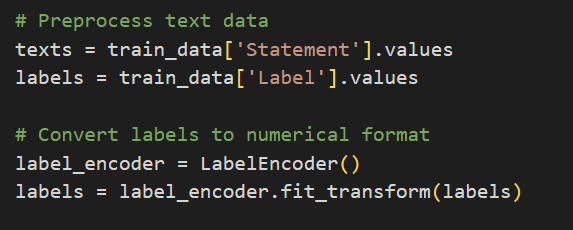 # Preprocess text data
texts = train_data['Statement'].values
labels = train_data['Label'].values
# Convert labels to numerical format
label_encoder = LabelEncoder()
labels = label_encoder.fit_transform(labels)